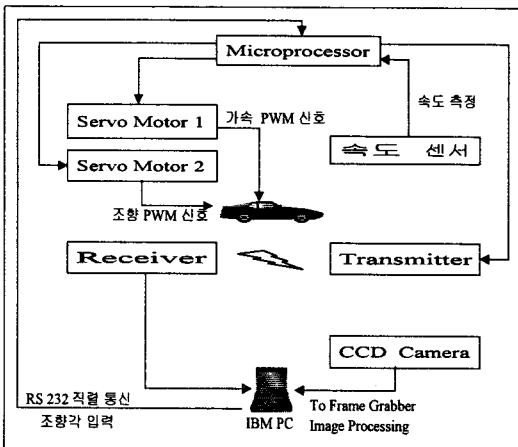 Microprocessor
속도 측정
Servo Motor 1
가속 PWM 신호
속도 센서
Servo Motor 2
조향 PWM 신호
Receiver
Transmitter
CCD Camera
RS 232 직렬 통신
조향각 입력
IBM PC
To Frame Grabber
Image Processing